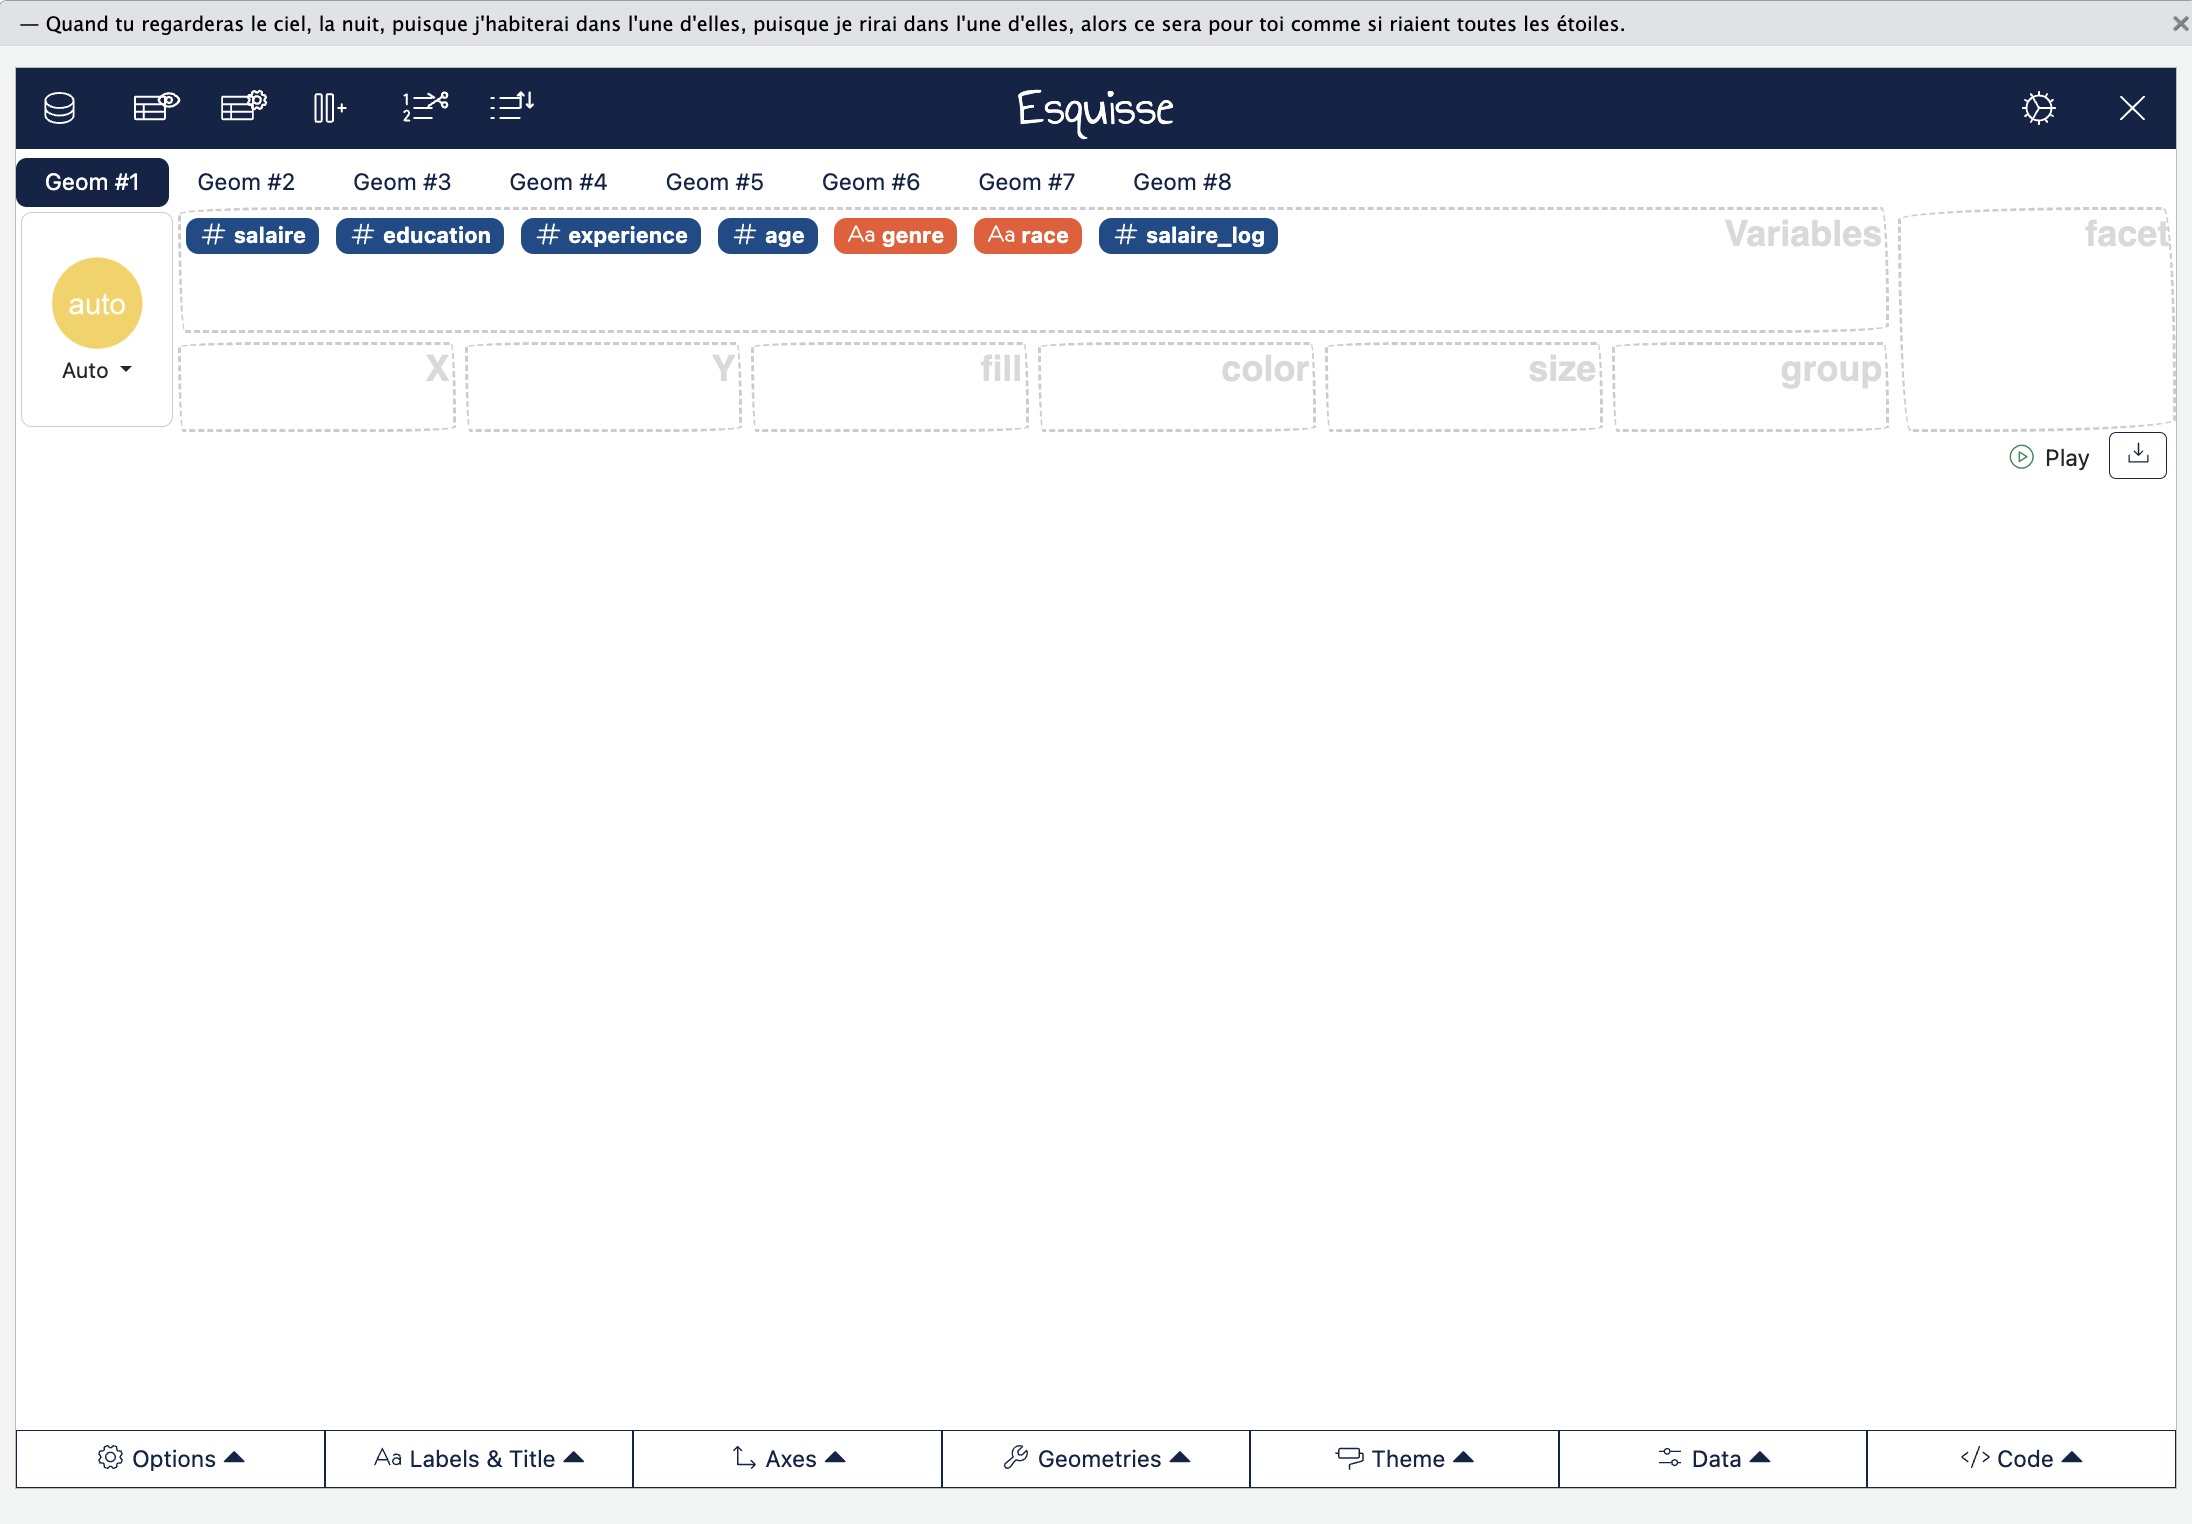 — Quand tu regarderas le ciel, la nuit, puisque j'habiterai dans l'une d'elles, puisque je rirai dans l'une d'elles, alors ce sera pour toi comme si riaient toutes les étoiles.
Esquisse
Geom #1 Geom #2 Geom #3 Geom #4 Geom #5 Geom #6 Geom #7 Geom #8
# salaire # education # experience # age Aa genre Aa race # salaire_log Variables facet
auto
Auto
X Y fill color size group
Play
Options Aa Labels & Title Axes Geometries Theme Data </> Code